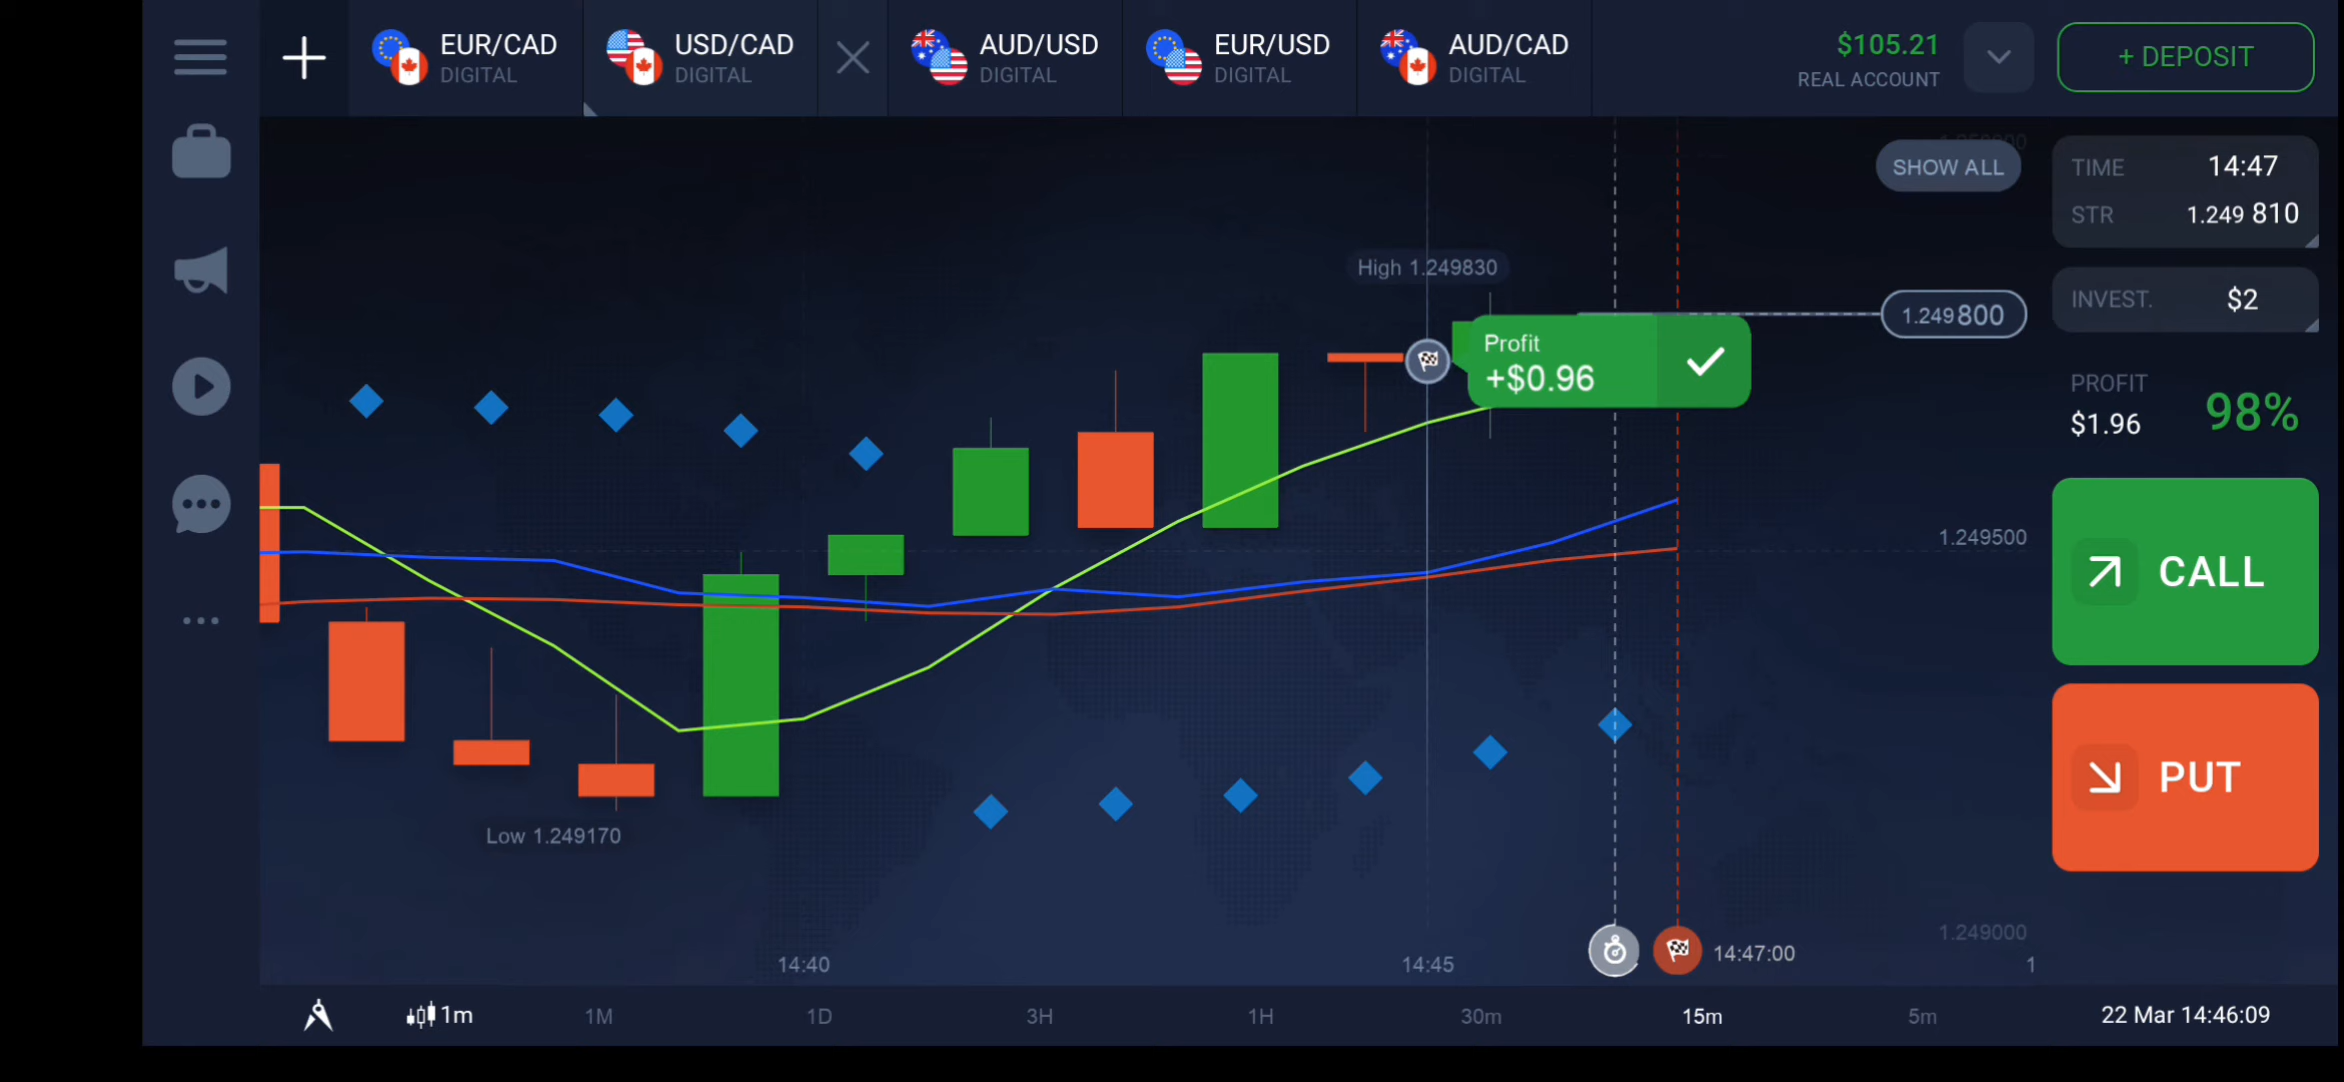 EUR/CAD
DIGITAL
USD/CAD
DIGITAL
AUD/USD
DIGITAL
EUR/USD
DIGITAL
AUD/CAD
DIGITAL
$105.21
REAL ACCOUNT
+ DEPOSIT
SHOW ALL
TIME 14:47
STR 1.249 810
High 1.249830
INVEST. $2
1.249800
Profit
+$0.96
PROFIT
$1.96
98%
1.249500
CALL
PUT
Low 1.249170
1.249000
14:40
14:45
14:47:00
1
1m
1M
1D
3H
1H
30m
15m
5m
22 Mar 14:46:09